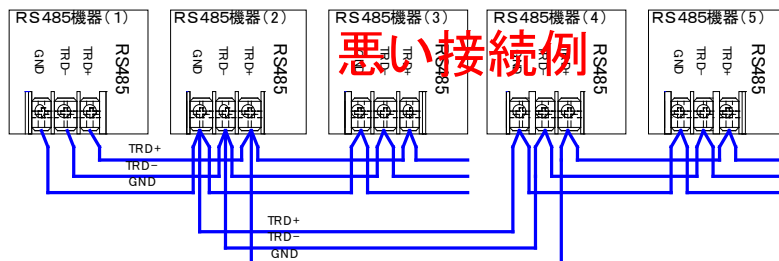 RS485機器(1)
GND
TRD-
TRD+
RS485
RS485機器(2)
GND
TRD-
TRD+
RS485
RS485機器(3)
GND
TRD-
TRD+
RS485
RS485機器(4)
GND
TRD-
TRD+
RS485
RS485機器(5)
GND
TRD-
TRD+
RS485
悪い接続例
TRD+
TRD-
GND
TRD+
TRD-
GND